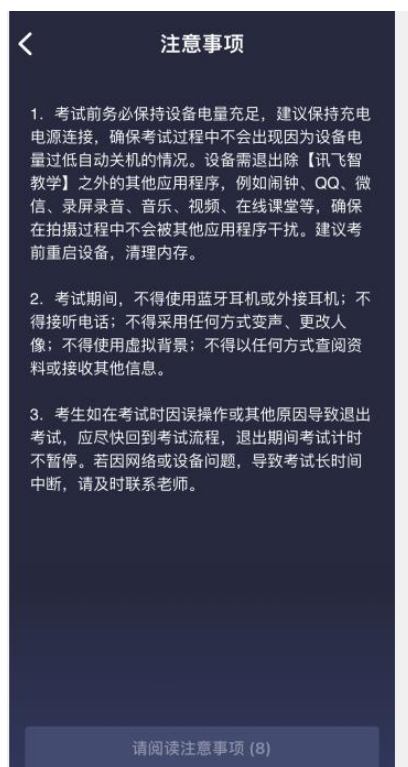 注意事项
1. 考试前务必保持设备电量充足，建议保持充电
电源连接，确保考试过程中不会出现因为设备电
量过低自动关机的情况。设备需退出除【讯飞智
教学】之外的其他应用程序，例如闹钟、QQ、微
信、录屏录音、音乐、视频、在线课堂等，确保
在拍摄过程中不会被其他应用程序干扰。建议考
前重启设备，清理内存。
2. 考试期间，不得使用蓝牙耳机或外接耳机；不
得接听电话；不得采用任何方式变声、更改人
像；不得使用虚拟背景；不得以任何方式查阅资
料或接收其他信息。
3. 考生如在考试时因误操作或其他原因导致退出
考试，应尽快回到考试流程，退出期间考试计时
不暂停。若因网络或设备问题，导致考试长时间
中断，请及时联系老师。
请阅读注意事项 (8)